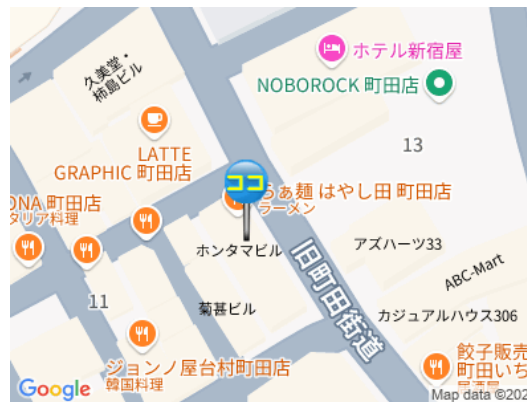 久美堂・
柿島ビル
ホテル新宿屋
NOBOROCK 町田店
13
LATTE
GRAPHIC 町田店
ココ
らぁ麺 はやし田 町田店
ラーメン
ONA 町田店
タリア料理
ホンタマビル
アズハーツ33
旧町田街道
ABC-Mart
11
菊甚ビル
カジュアルハウス306
ジョンノ屋台村町田店
韓国料理
餃子販売
町田いち
居酒屋
Google
Map data ©202